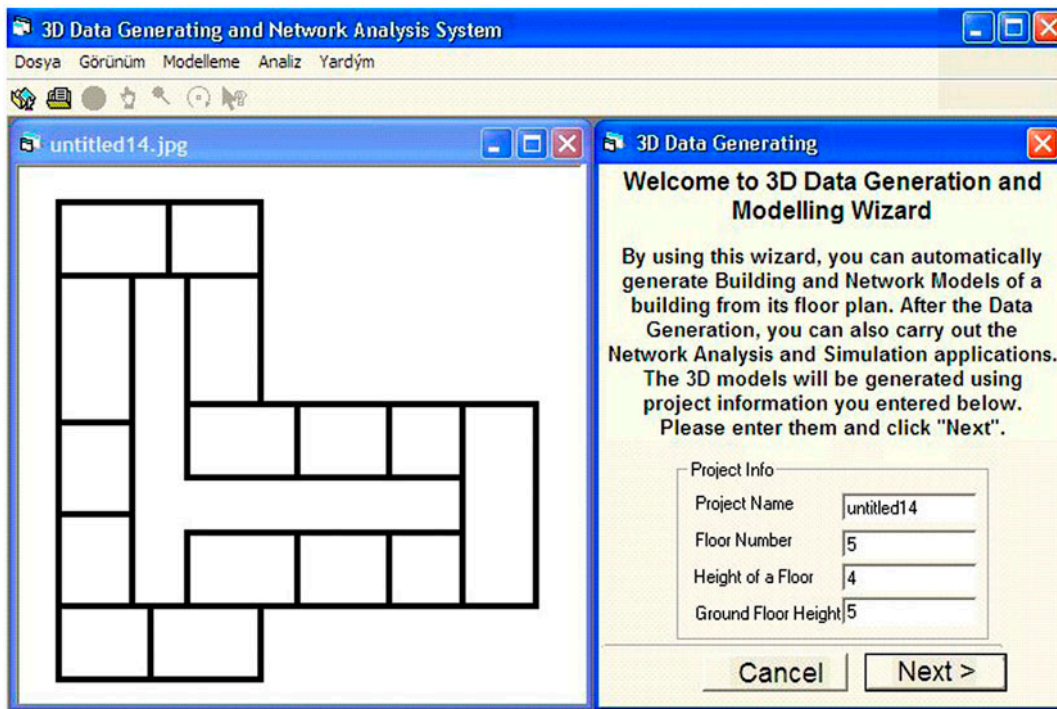 3D Data Generating and Network Analysis System
Dosya Görünüm Modelleme Analiz Yardým
untitled14.jpg
3D Data Generating
Welcome to 3D Data Generation and
Modelling Wizard
By using this wizard, you can automatically
generate Building and Network Models of a
building from its floor plan. After the Data
Generation, you can also carry out the
Network Analysis and Simulation applications.
The 3D models will be generated using
project information you entered below.
Please enter them and click "Next".
Project Info
Project Name untitled14
Floor Number 5
Height of a Floor 4
Ground Floor Height 5
Cancel Next >